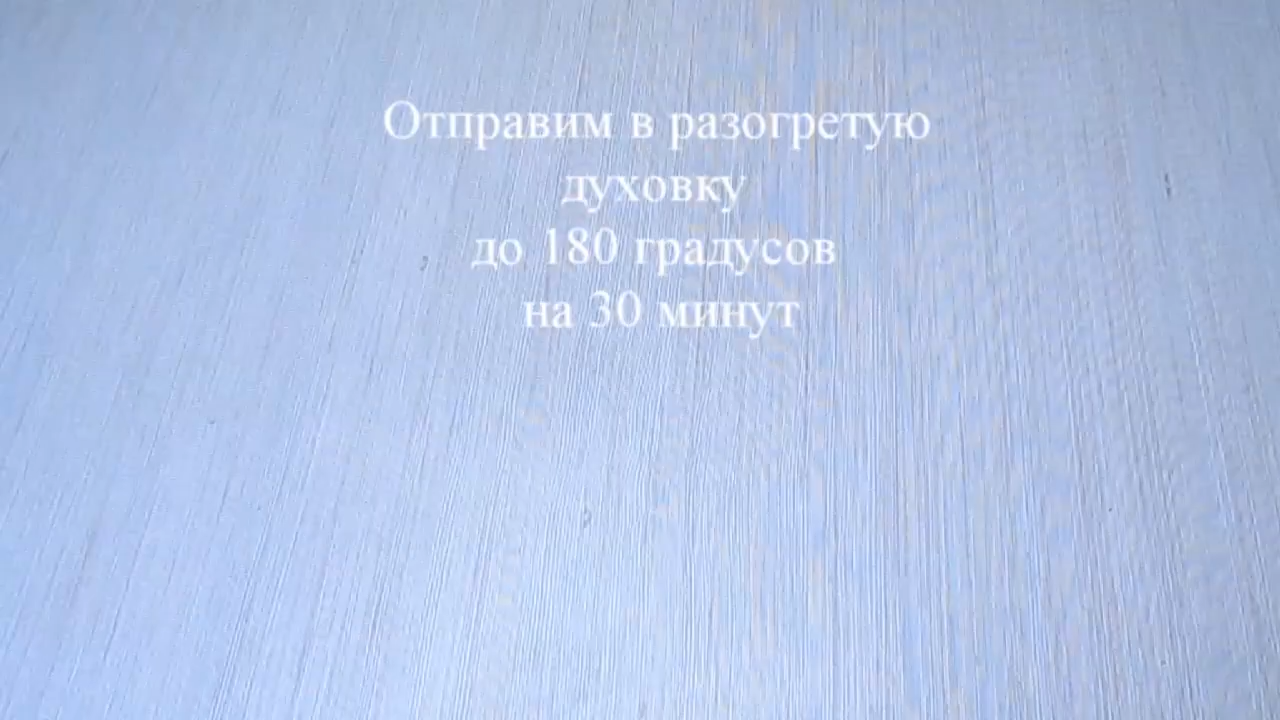 Отправим в разогретую
духовку
до 180 градусов
на 30 минут